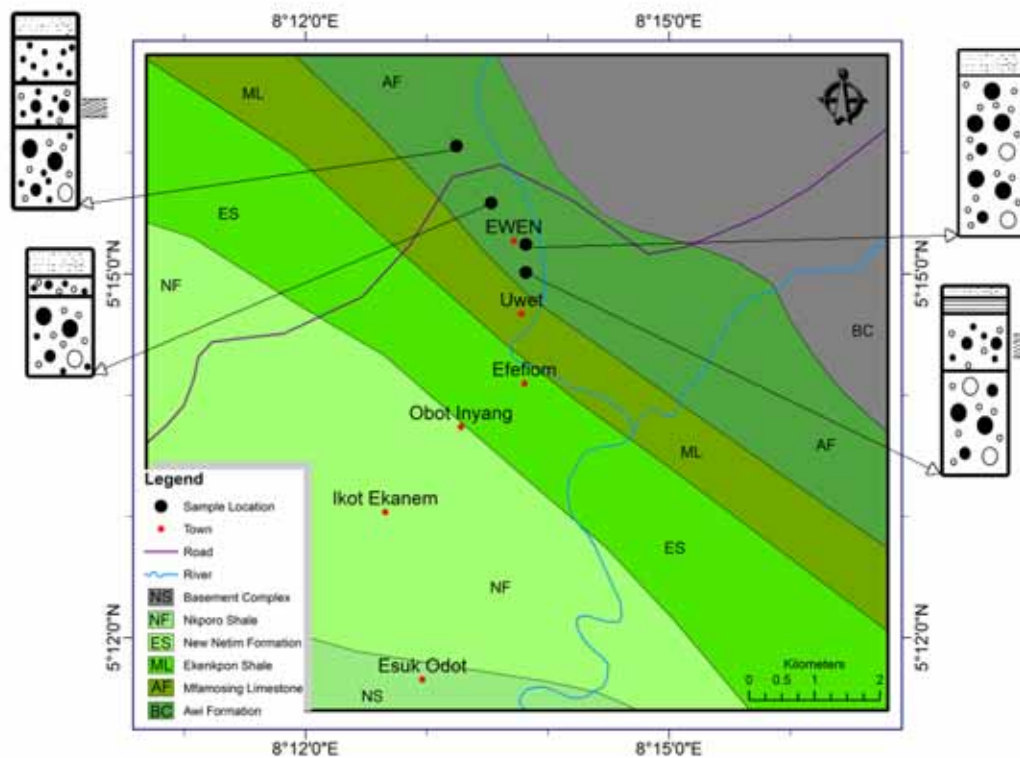 8°12'0"E
8°15'0"E
AF
ML
ES
EWEN
5°15'0"N
5°15'0"N
NF
Uwet
BC
Efefiom
Obot Inyang
AF
ML
Legend
Sample Location
Town
Road
River
NS Basement Complex
NF Nkporo Shale
ES New Netim Formation
ML Ekenkpon Shale
AF Mfamosing Limestone
BC Awi Formation
Ikot Ekanem
ES
NF
5°12'0"N
5°12'0"N
Esuk Odot
NS
Kilometers
0 0.5 1 2
8°12'0"E
8°15'0"E